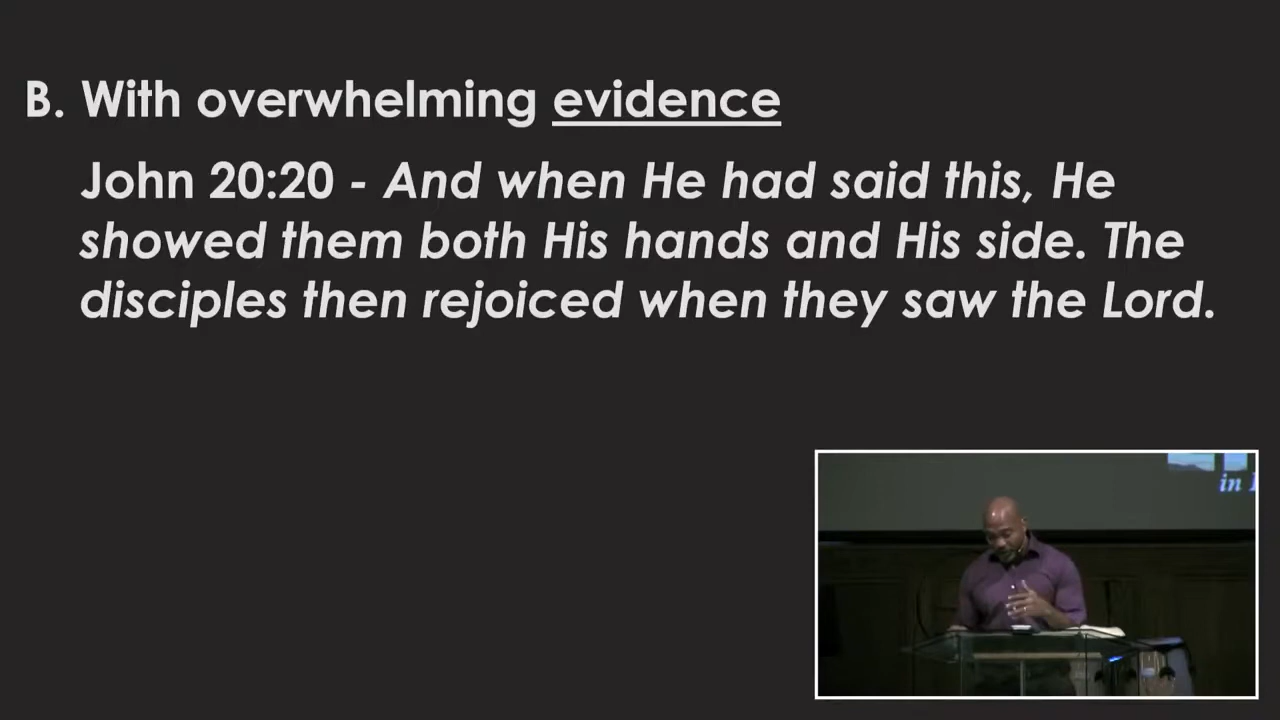 B. With overwhelming evidence
John 20:20 - And when He had said this, He
showed them both His hands and His side. The
disciples then rejoiced when they saw the Lord.
in